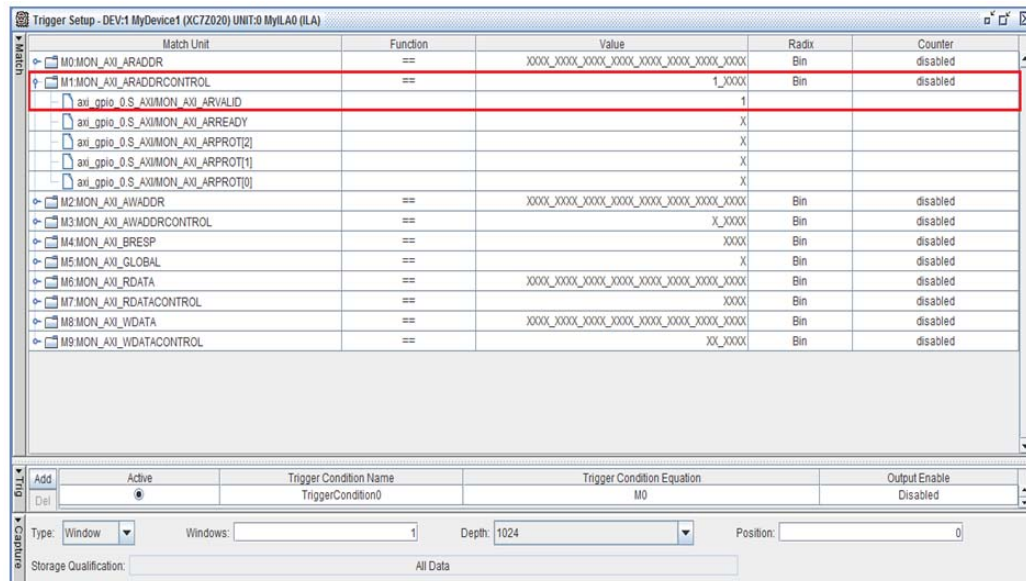 Trigger Setup - DEV:1 MyDevice1 (XC7Z020) UNIT:0 MyILA0 (ILA)
Match
Match Unit Function Value Radix Counter
M0:MON_AXI_ARADDR == XXXX_XXXX_XXXX_XXXX_XXXX_XXXX_XXXX_XXXX Bin disabled
M1:MON_AXI_ARADDRCONTROL == 1_XXXX Bin disabled
axi_gpio_0.S_AXI/MON_AXI_ARVALID 1
axi_gpio_0.S_AXI/MON_AXI_ARREADY X
axi_gpio_0.S_AXI/MON_AXI_ARPROT[2] X
axi_gpio_0.S_AXI/MON_AXI_ARPROT[1] X
axi_gpio_0.S_AXI/MON_AXI_ARPROT[0] X
M2:MON_AXI_AWADDR == XXXX_XXXX_XXXX_XXXX_XXXX_XXXX_XXXX_XXXX Bin disabled
M3:MON_AXI_AWADDRCONTROL == X_XXXX Bin disabled
M4:MON_AXI_BRESP == XXXX Bin disabled
M5:MON_AXI_GLOBAL == X Bin disabled
M6:MON_AXI_RDATA == XXXX_XXXX_XXXX_XXXX_XXXX_XXXX_XXXX_XXXX Bin disabled
M7:MON_AXI_RDATACONTROL == XXXX Bin disabled
M8:MON_AXI_WDATA == XXXX_XXXX_XXXX_XXXX_XXXX_XXXX_XXXX_XXXX Bin disabled
M9:MON_AXI_WDATACONTROL == XX_XXXX Bin disabled
Trig
Add Active Trigger Condition Name Trigger Condition Equation Output Enable
Del TriggerCondition0 M0 Disabled
Capture
Type: Window Windows: 1 Depth: 1024 Position: 0
Storage Qualification: All Data